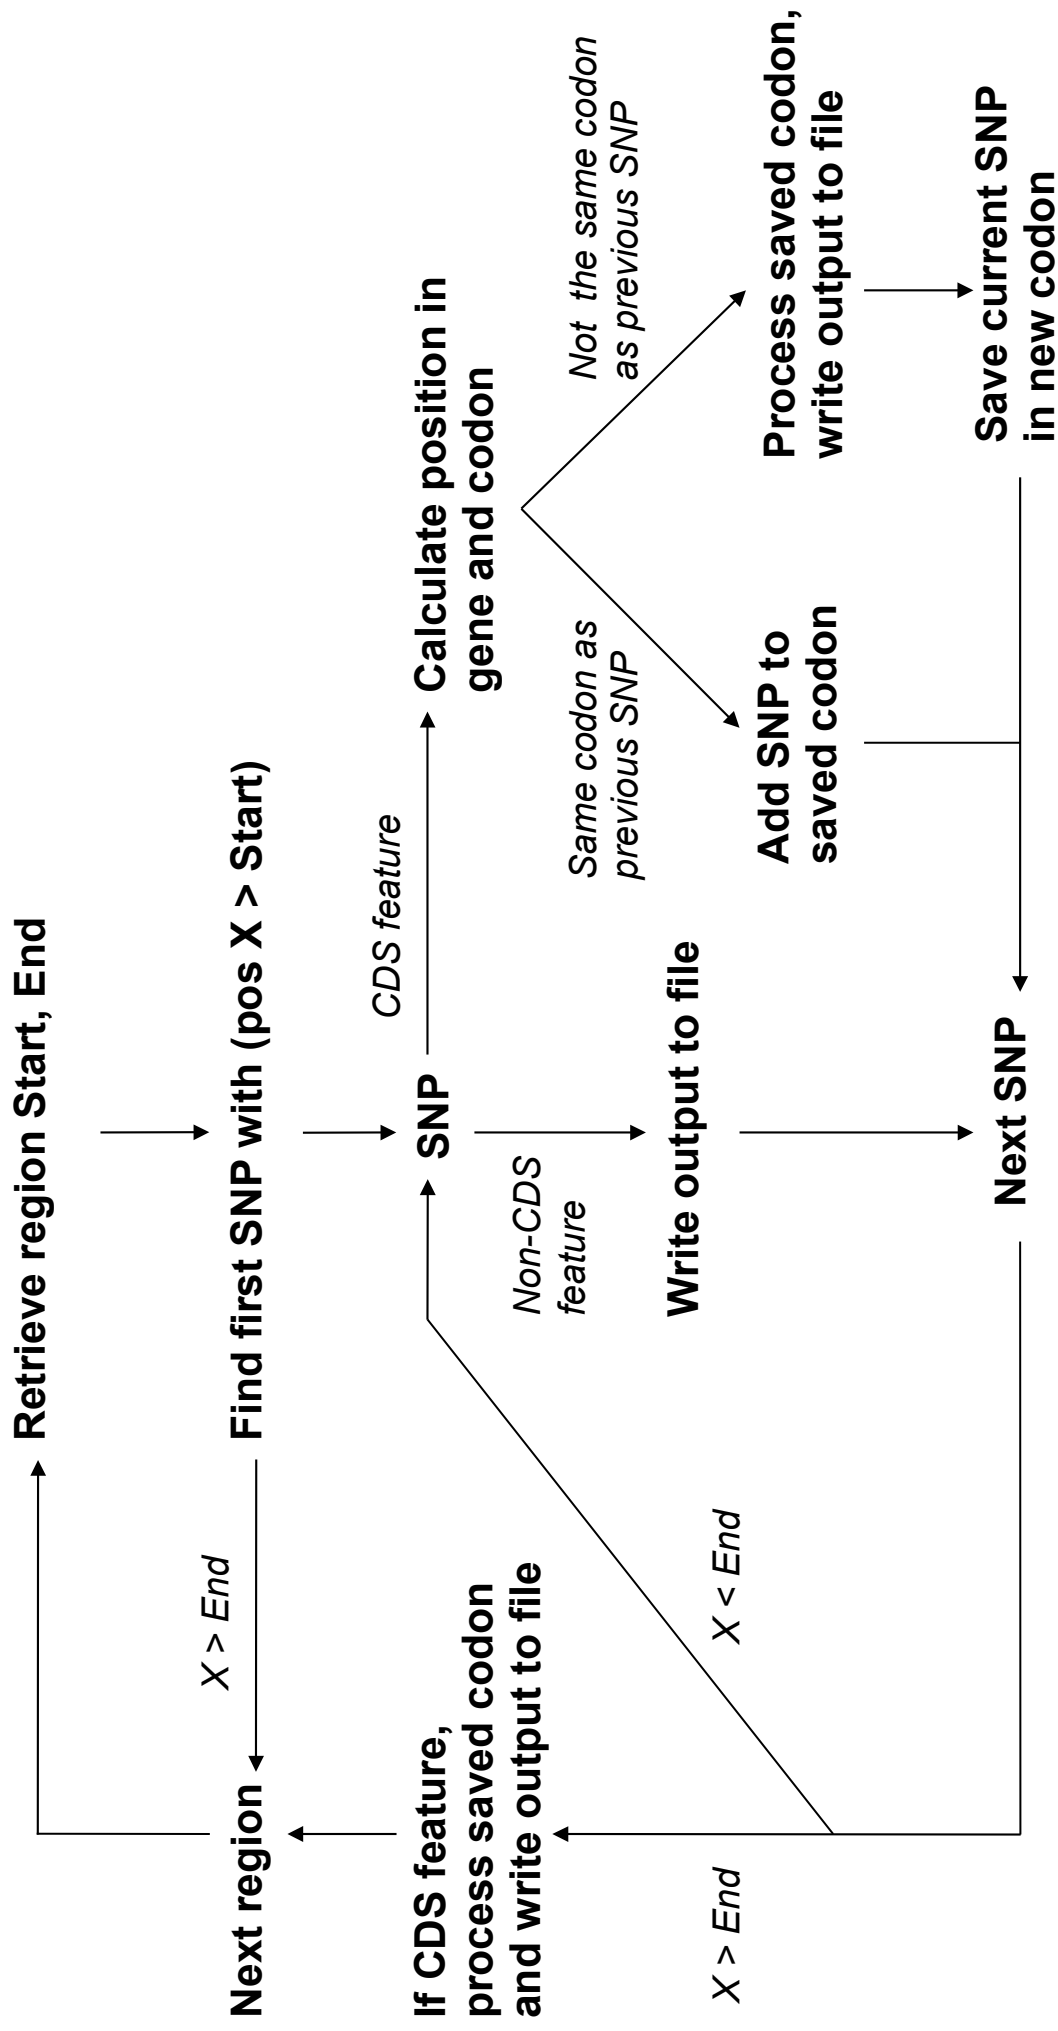 Retrieve region Start, End
Next region
X > End
Find first SNP with (pos X > Start)
If CDS feature,
process saved codon
and write output to file
SNP
CDS feature
Calculate position in
gene and codon
Non-CDS
feature
Same codon as
previous SNP
Not  the same codon
as previous SNP
X > End
X < End
Write output to file
Add SNP to
saved codon
Process saved codon,
write output to file
Next SNP
Save current SNP
in new codon